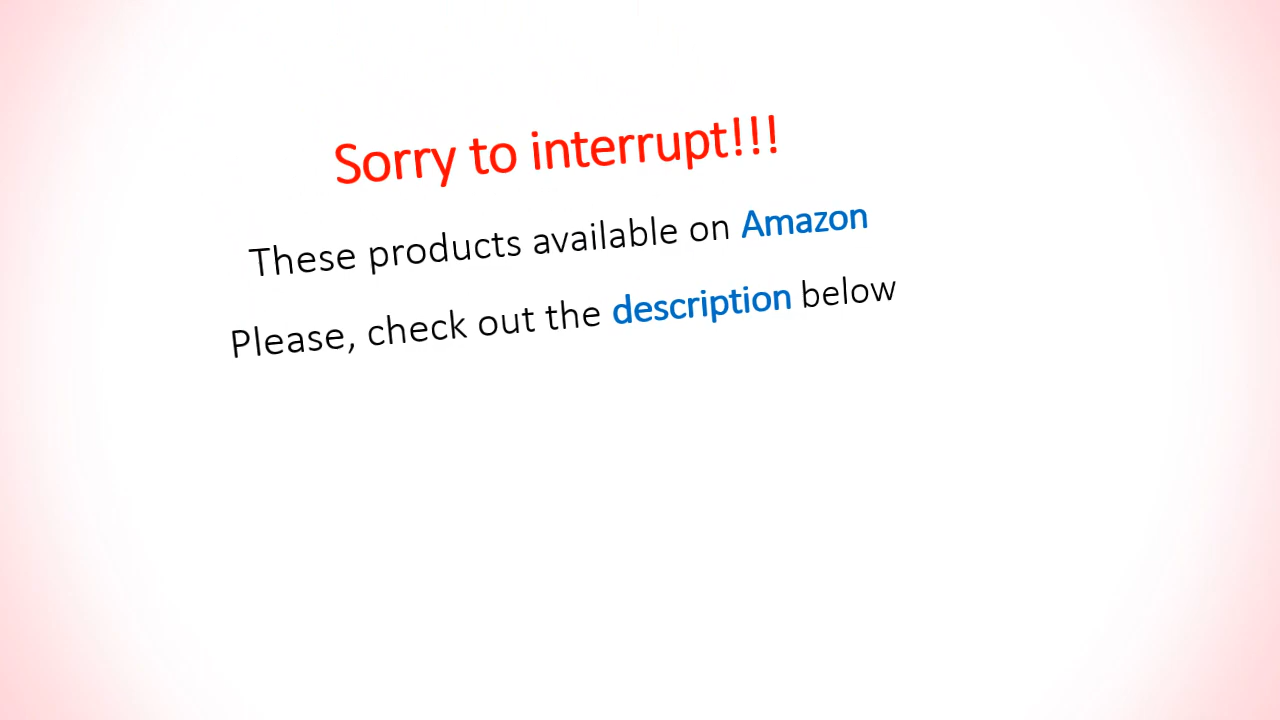 Sorry to interrupt!!!
These products available on Amazon
Please, check out the description below